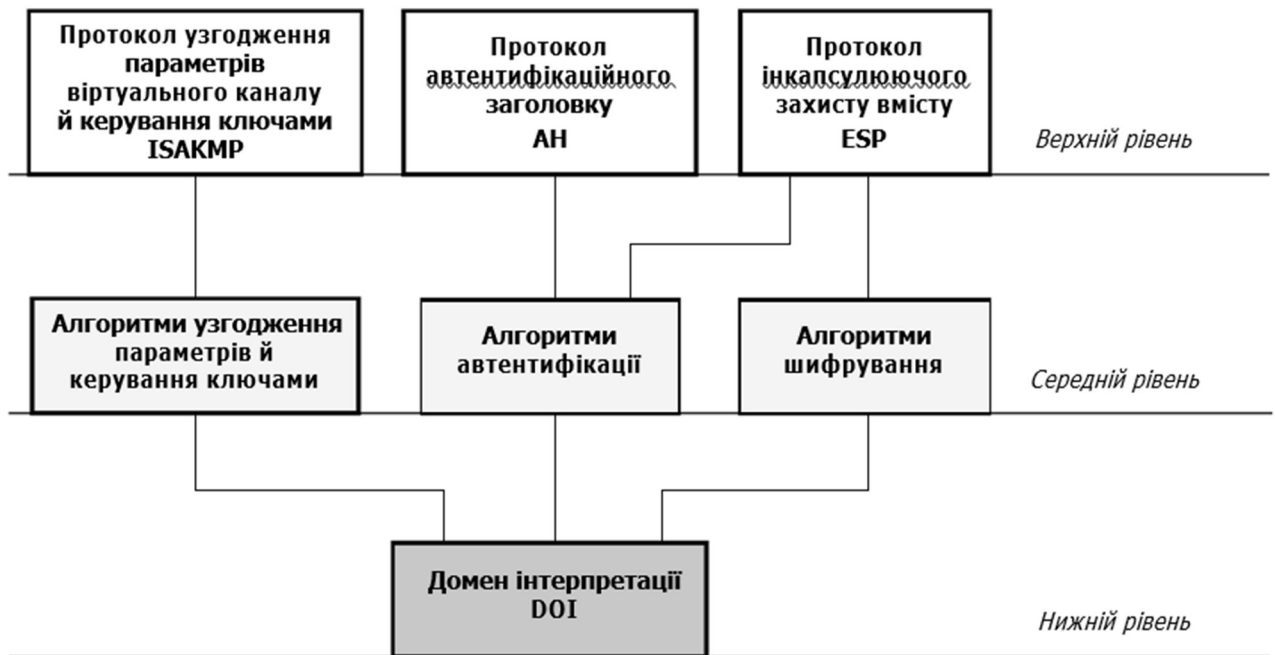 Протокол узгодження
параметрів
віртуального каналу
й керування ключами
ISAKMP
Протокол
автентифікаційного
заголовку
АН
Протокол
інкапсулюючого
захисту вмісту
ESP
Верхній рівень
Алгоритми узгодження
параметрів й
керування ключами
Алгоритми
автентифікації
Алгоритми
шифрування
Середній рівень
Домен інтерпретації
DOI
Нижній рівень